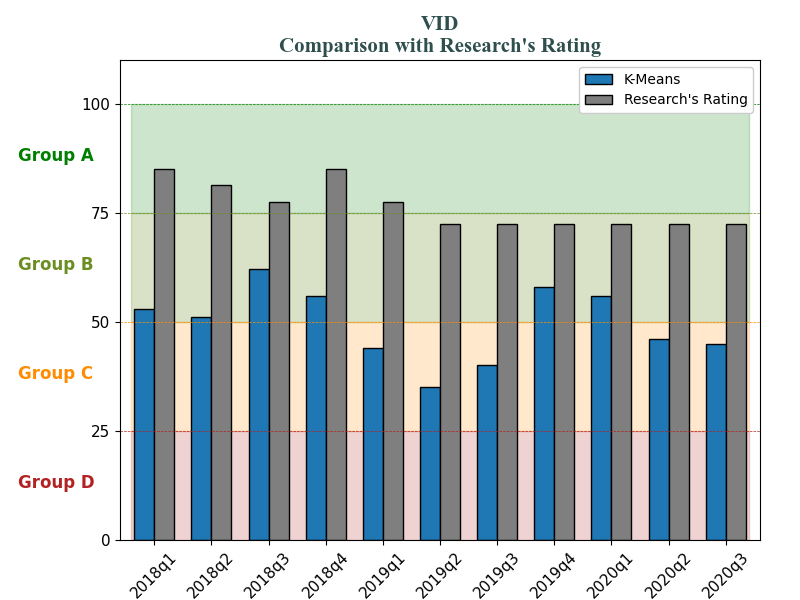 VID
Comparison with Research's Rating
K-Means
Research's Rating
100
Group A
75
Group B
50
Group C
25
Group D
0
2018q1
2018q2
2018q3
2018q4
2019q1
2019q2
2019q3
2019q4
2020q1
2020q2
2020q3